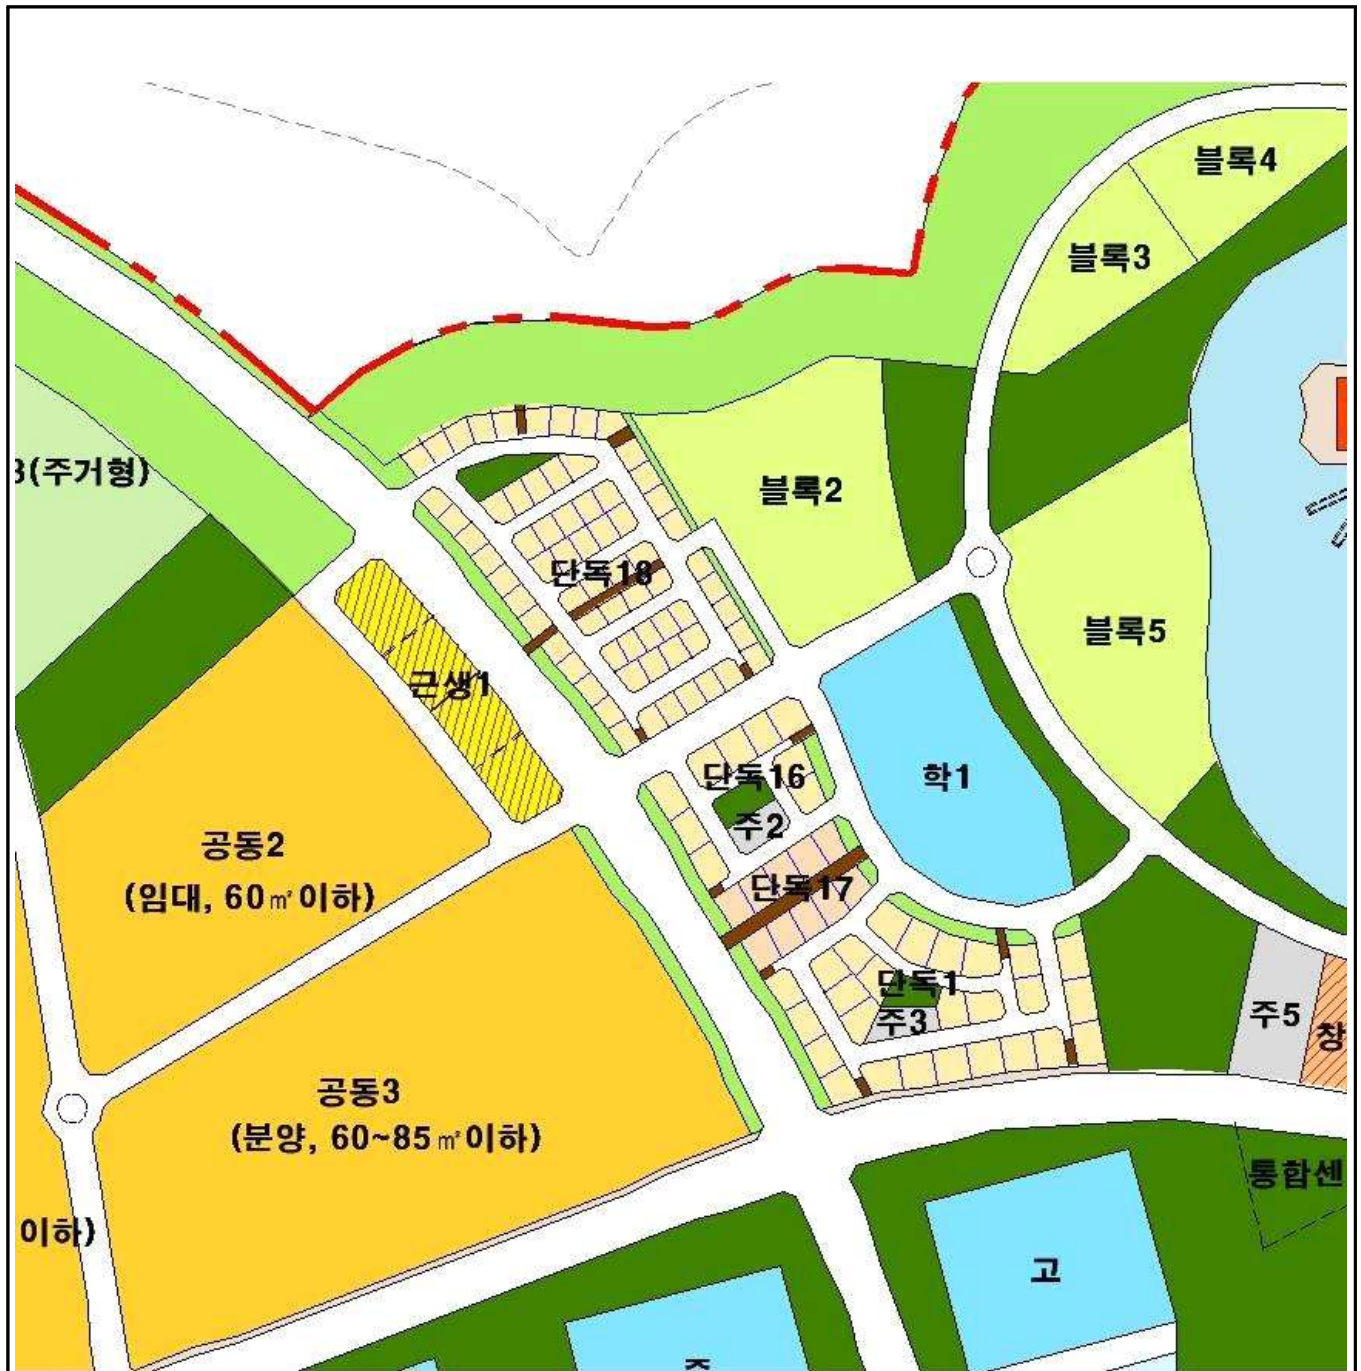 블록4
블록3
3(주거형)
블록2
단독18
블록5
근생1
단독16
학1
주2
공동2
(임대, 60㎡이하)
단독17
단독1
주3
주5
창
공동3
(분양, 60~85㎡이하)
통합센
이하)
고